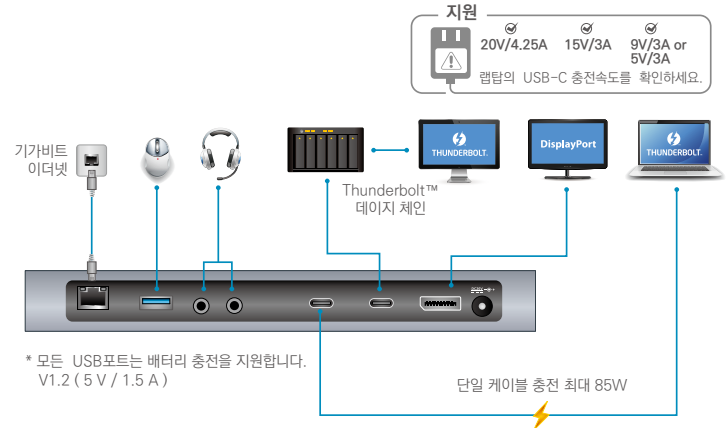 지원
20V/4.25A
15V/3A
9V/3A or
5V/3A
랩탑의 USB-C 충전속도를 확인하세요.
기가비트
이더넷
THUNDERBOLT.
DisplayPort
THUNDERBOLT.
Thunderbolt™
데이지 체인
* 모든 USB포트는 배터리 충전을 지원합니다.
V1.2 ( 5 V / 1.5 A )
단일 케이블 충전 최대 85W